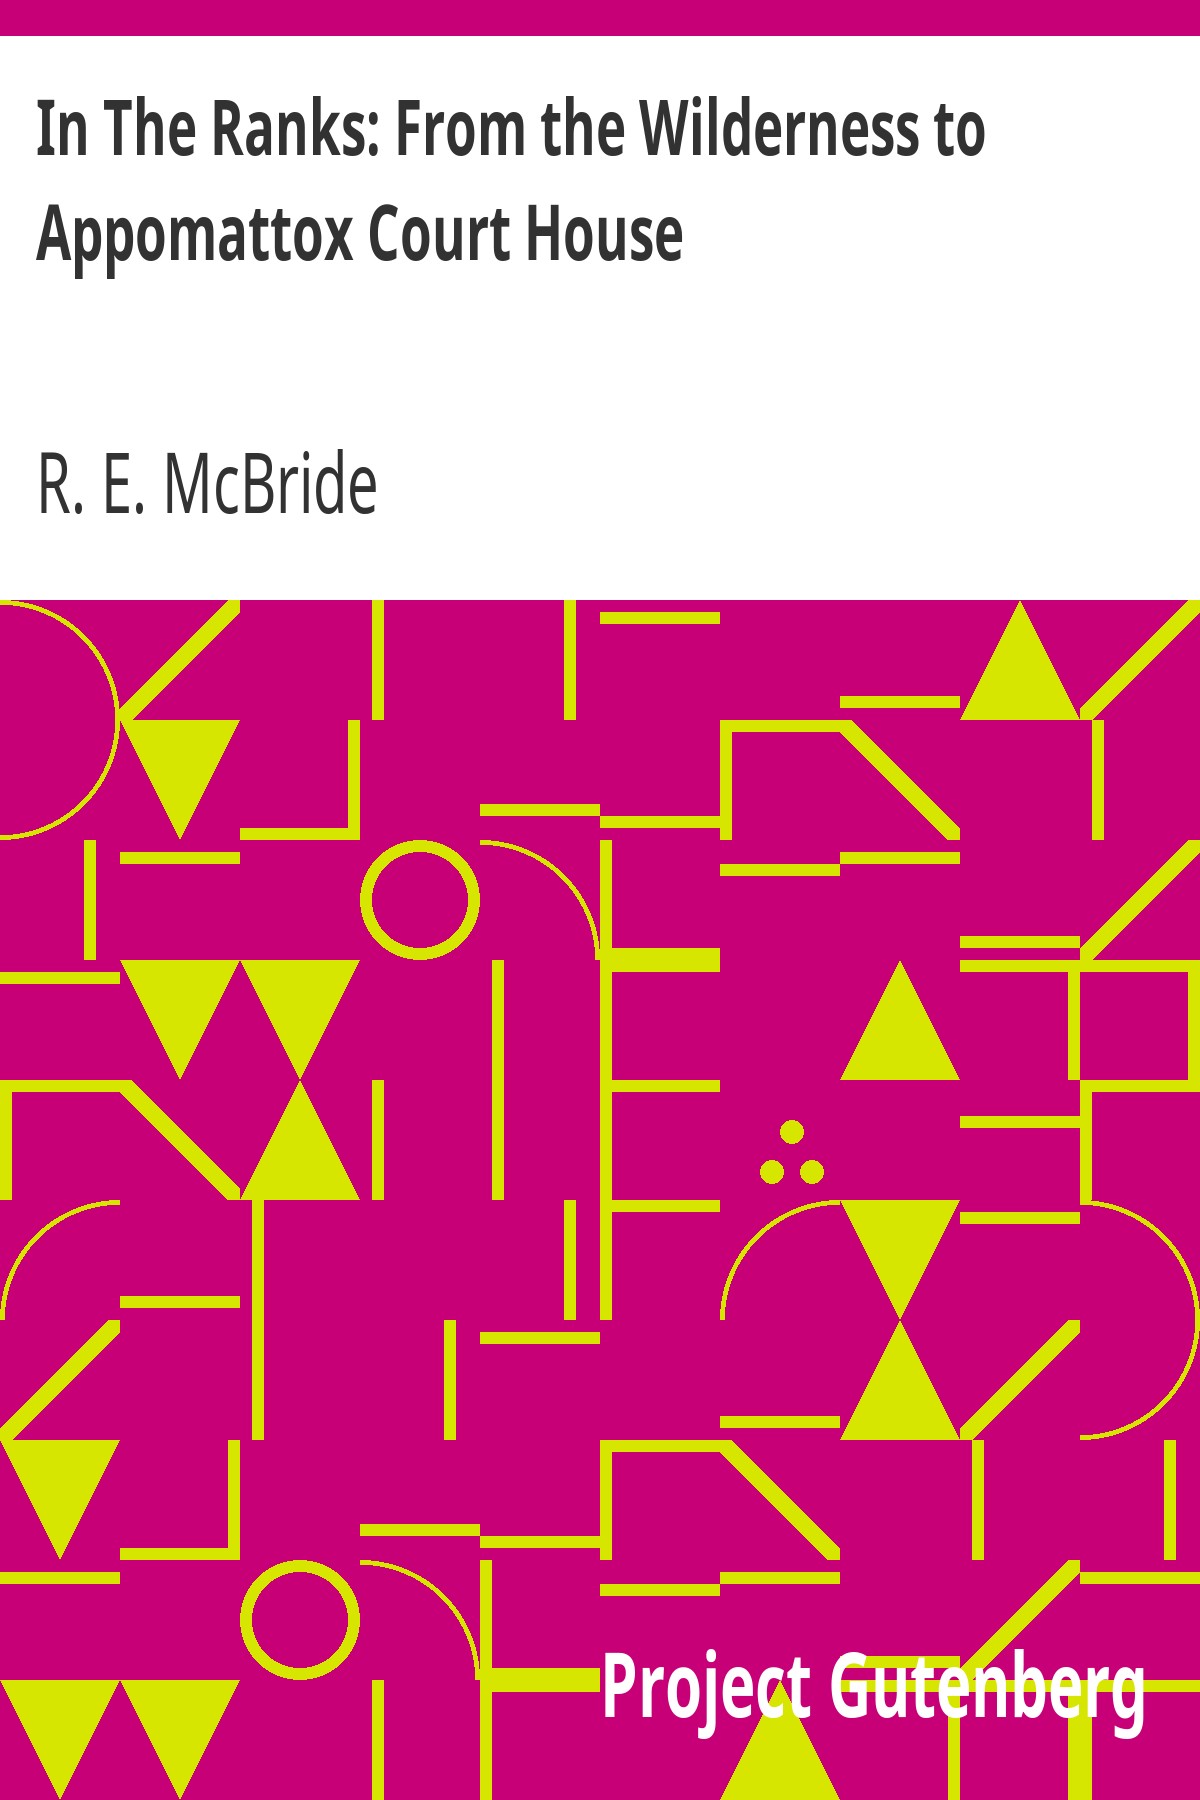 In The Ranks: From the Wilderness to
Appomattox Court House
R. E. McBride
Project Gutenberg